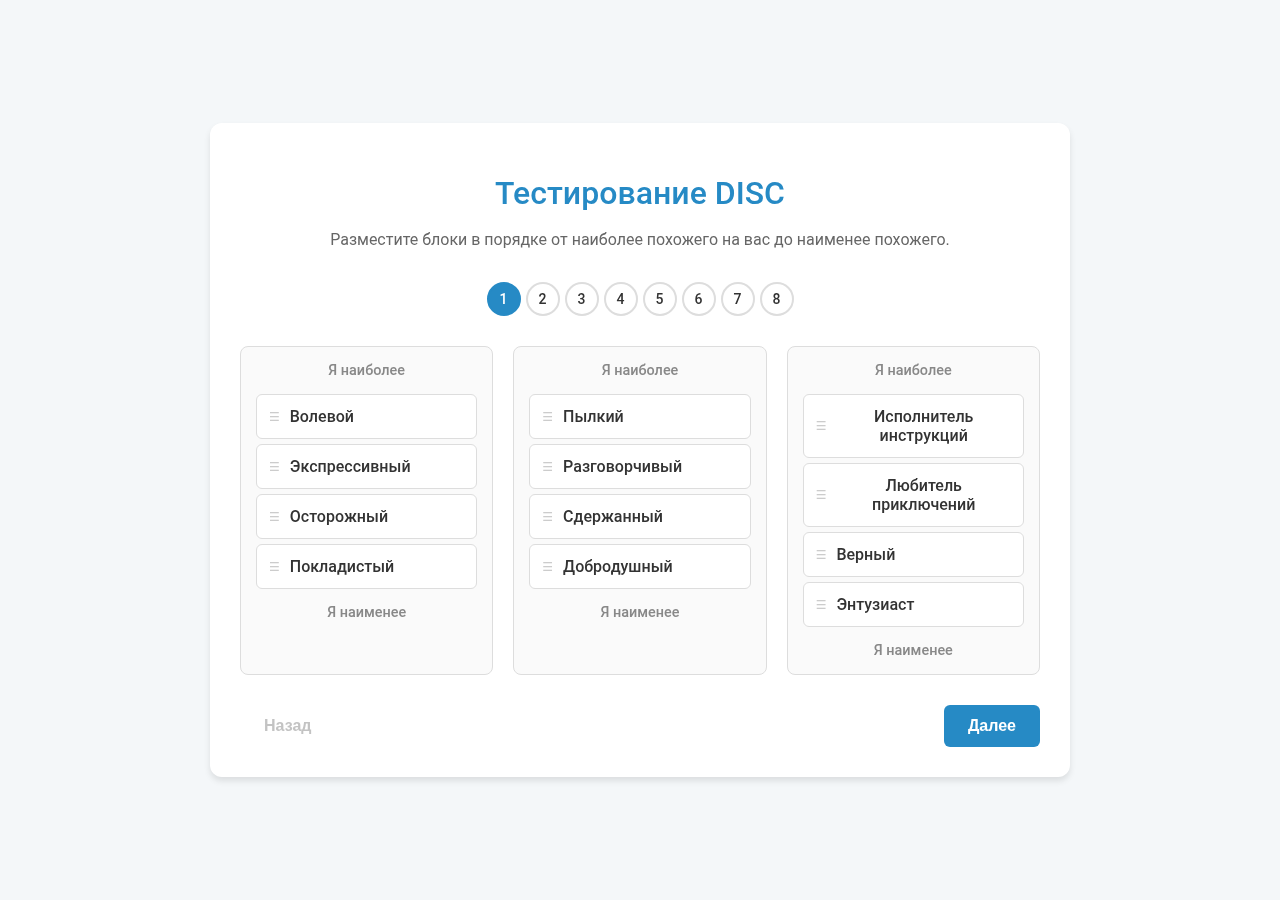 Тестирование DISC
Разместите блоки в порядке от наиболее похожего на вас до наименее похожего.
1 2 3 4 5 6 7 8
Я наиболее
Волевой
Экспрессивный
Осторожный
Покладистый
Я наименее
Я наиболее
Пылкий
Разговорчивый
Сдержанный
Добродушный
Я наименее
Я наиболее
Исполнитель
инструкций
Любитель
приключений
Верный
Энтузиаст
Я наименее
Назад
Далее